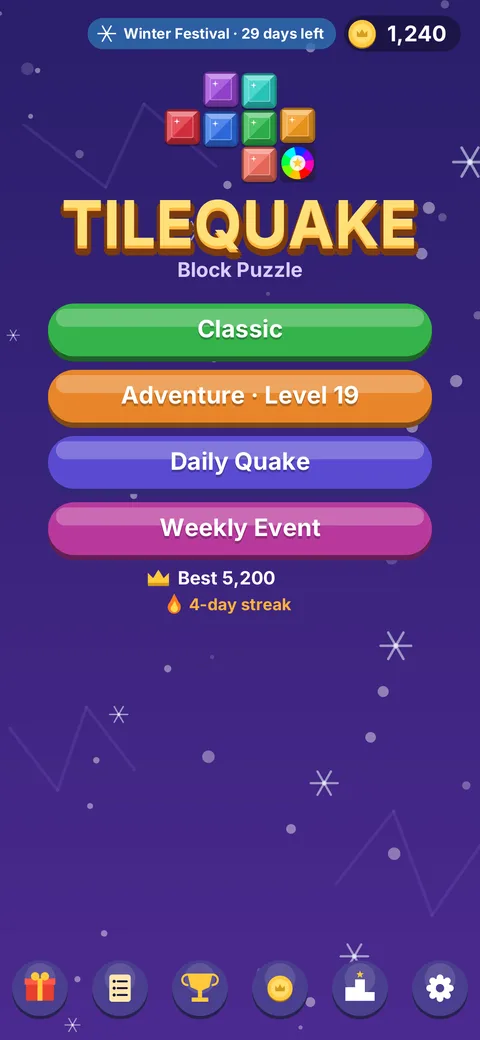 Winter Festival · 29 days left
1,240
TILEQUAKE
Block Puzzle
Classic
Adventure · Level 19
Daily Quake
Weekly Event
Best 5,200
4-day streak